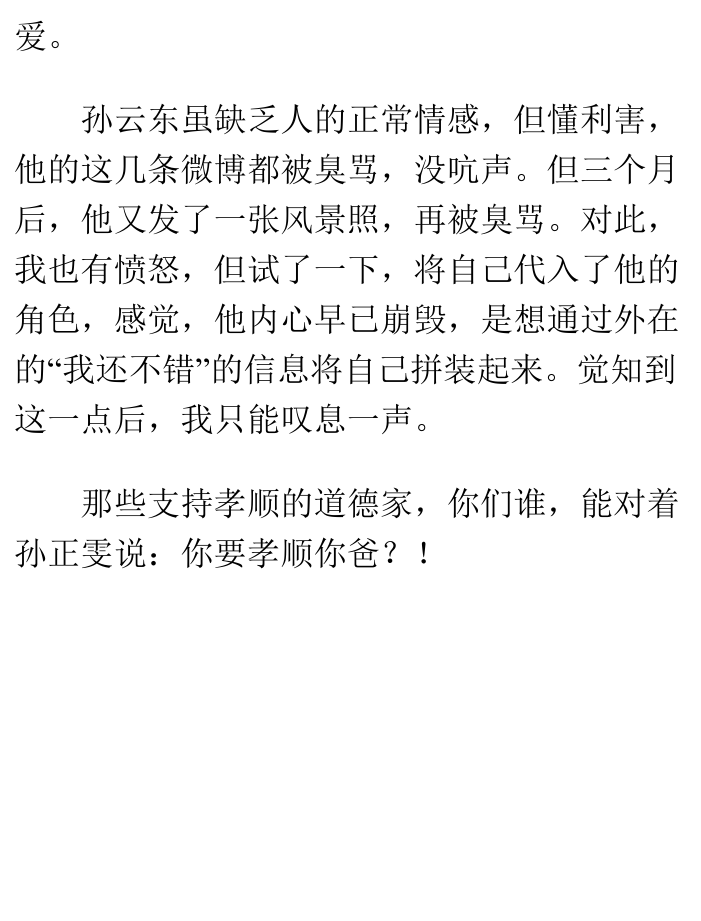 爱。
孙云东虽缺乏人的正常情感，但懂利害，
他的这几条微博都被臭骂，没吭声。但三个月
后，他又发了一张风景照，再被臭骂。对此，
我也有愤怒，但试了一下，将自己代入了他的
角色，感觉，他内心早已崩毁，是想通过外在
的“我还不错”的信息将自己拼装起来。觉知到
这一点后，我只能叹息一声。
那些支持孝顺的道德家，你们谁，能对着
孙正雯说：你要孝顺你爸？！